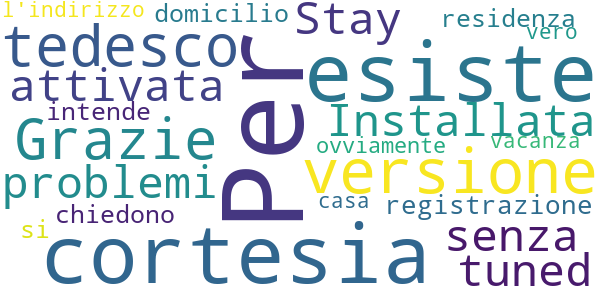 l'indirizzo domicilio Stay residenza
vero
tedesco
esiste
attivata
Per
intende
Installata
Grazie
ovviamente vacanza
problemi
versione
casa registrazione
chiedono
si
cortesia
senza
tuned